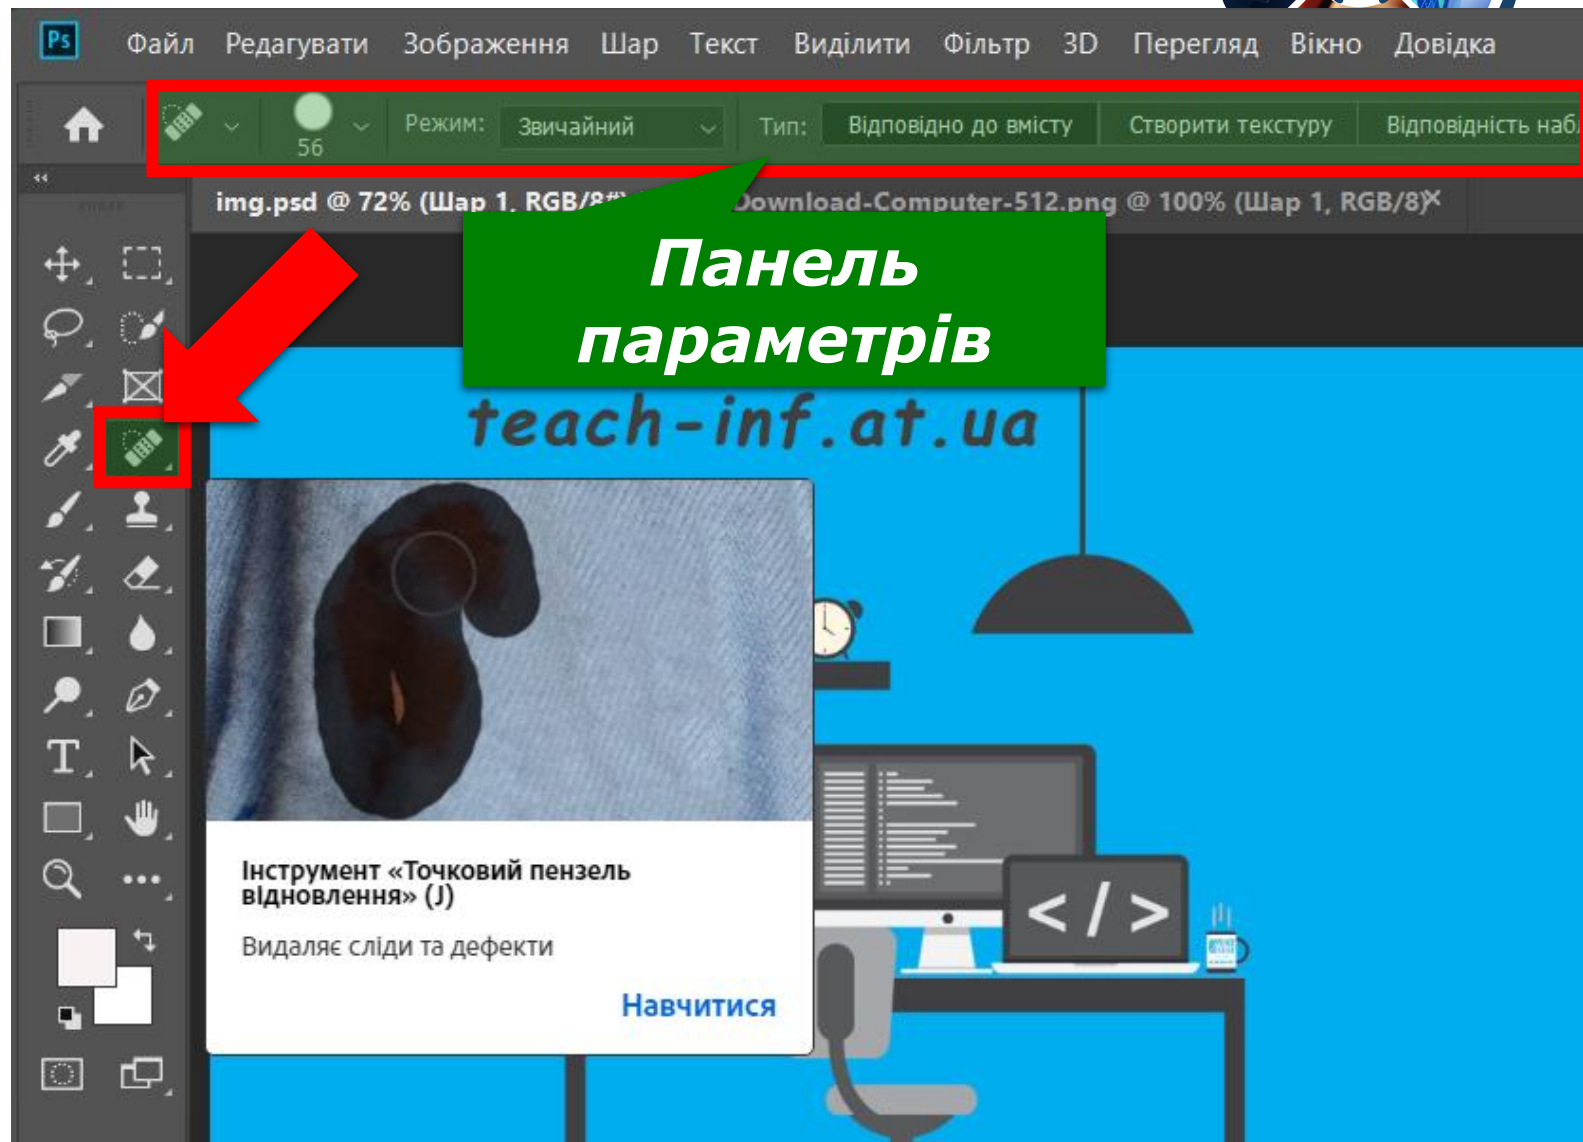 Ps Файл Редагувати Зображення Шар Текст Виділити Фільтр 3D Перегляд Вікно Довідка
56 Режим: Звичайний Тип: Відповідно до вмісту Створити текстуру Відповідність наб
img.psd @ 72% (Шар 1, RGB/8#) Download-Computer-512.png @ 100% (Шар 1, RGB/8)
Панель
параметрів
teach-inf.at.ua
</>
Інструмент «Точковий пензель
відновлення» (J)
Видаляє сліди та дефекти
Навчитися